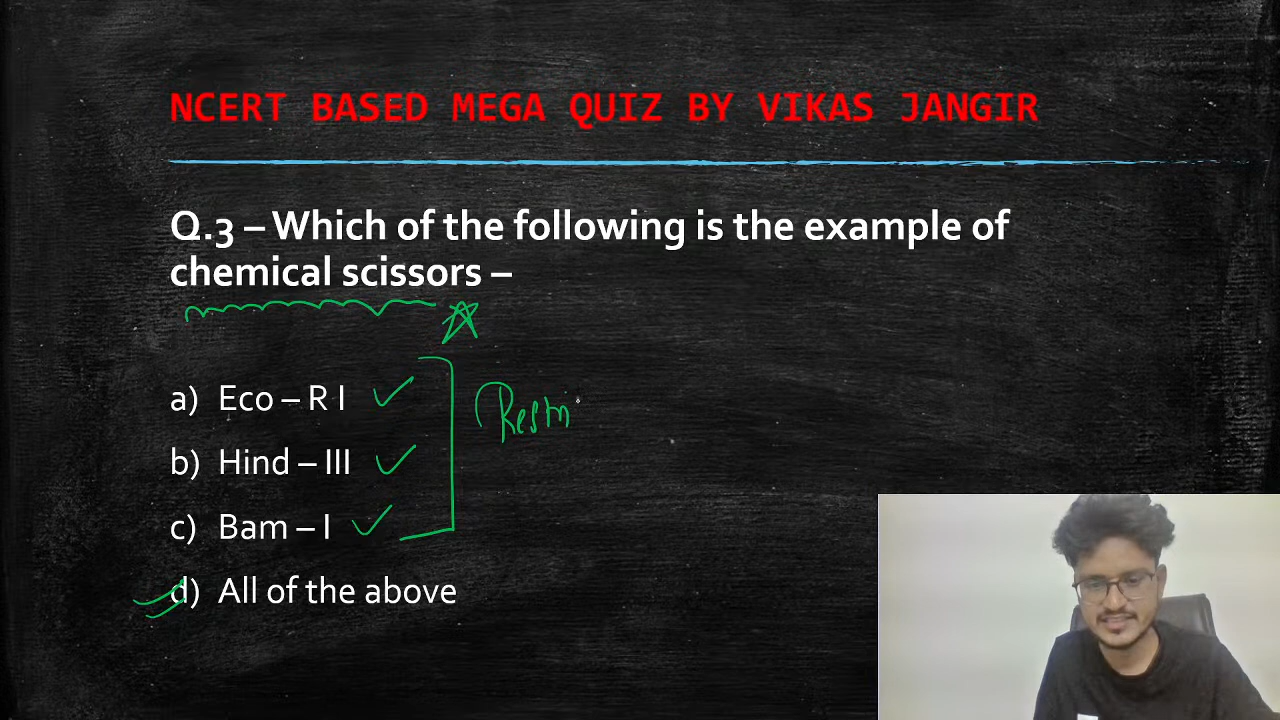 NCERT BASED MEGA QUIZ BY VIKAS JANGIR
Q.3 – Which of the following is the example of
chemical scissors –
a) Eco – R I
b) Hind – III
c) Bam – I
d) All of the above
Restri